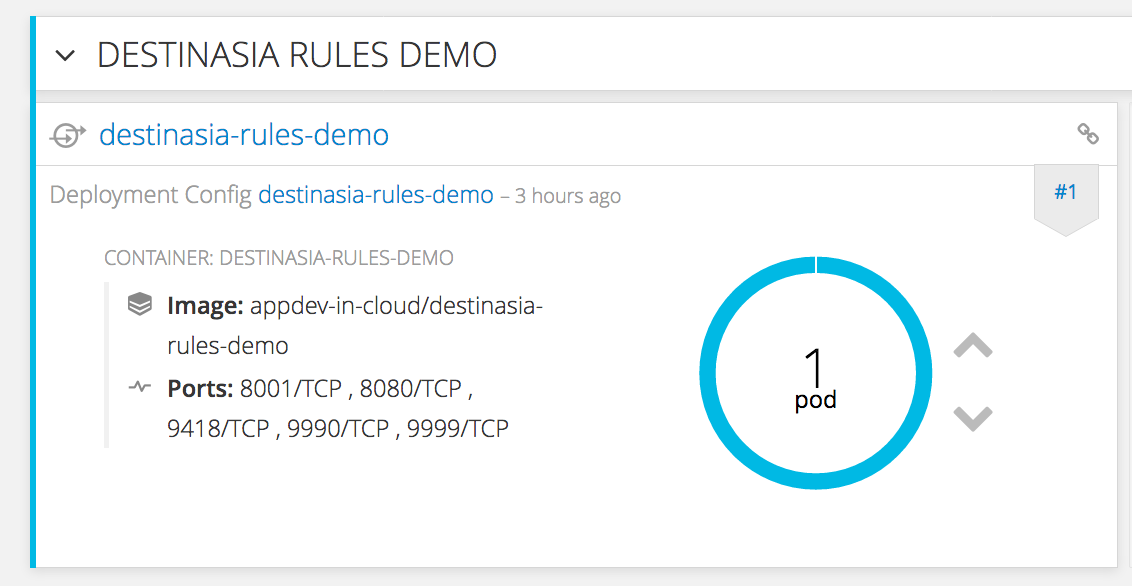 DESTINASIA RULES DEMO
destinasia-rules-demo
Deployment Config destinasia-rules-demo – 3 hours ago
#1
CONTAINER: DESTINASIA-RULES-DEMO
Image: appdev-in-cloud/destinasia-
rules-demo
Ports: 8001/TCP , 8080/TCP ,
9418/TCP , 9990/TCP , 9999/TCP
1
pod